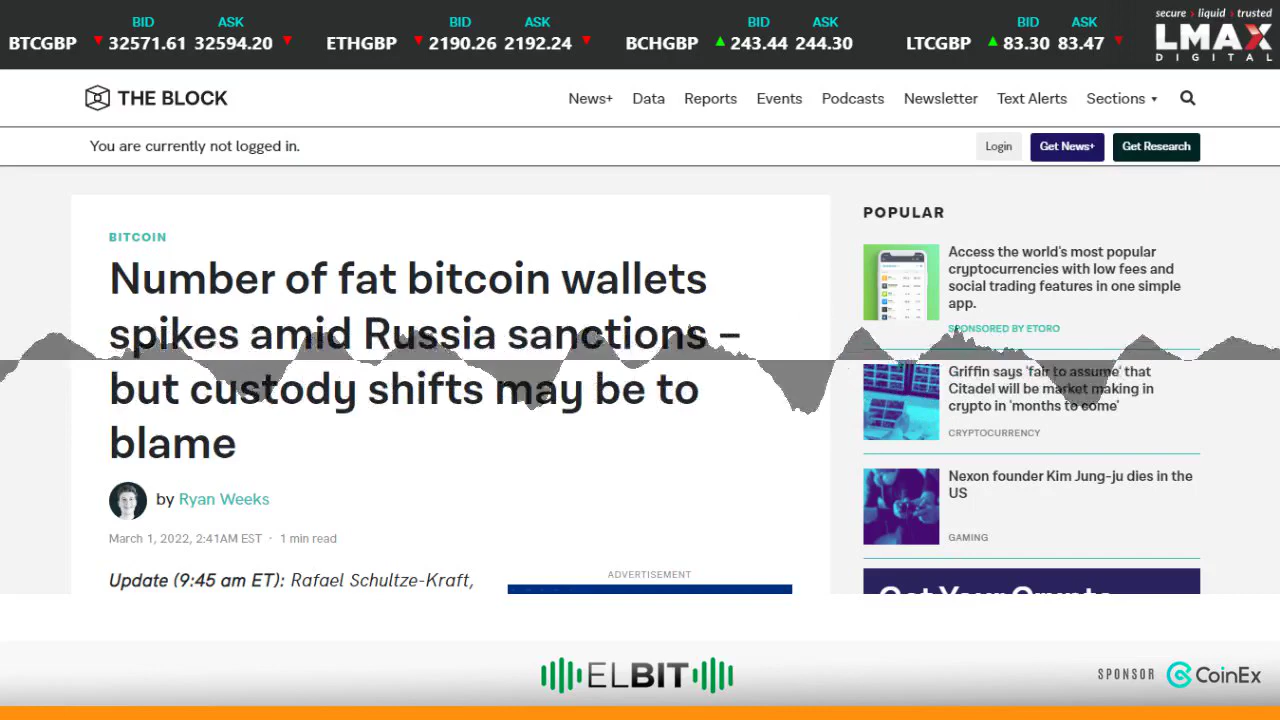 BID ASK BID ASK BID ASK BID ASK secure › liquid › trusted
BTCGBP 32571.61 32594.20 ETHGBP 2190.26 2192.24 BCHGBP 243.44 244.30 LTCGBP 83.30 83.47 LMAX
DIGITAL
THE BLOCK News+ Data Reports Events Podcasts Newsletter Text Alerts Sections
You are currently not logged in. Login Get News+ Get Research
BITCOIN
Number of fat bitcoin wallets
spikes amid Russia sanctions –
but custody shifts may be to
blame
by Ryan Weeks
March 1, 2022, 2:41AM EST · 1 min read
Update (9:45 am ET): Rafael Schultze-Kraft,
ADVERTISEMENT
POPULAR
Access the world's most popular
cryptocurrencies with low fees and
social trading features in one simple
app.
SPONSORED BY ETORO
Griffin says 'fair to assume' that
Citadel will be market making in
crypto in 'months to come'
CRYPTOCURRENCY
Nexon founder Kim Jung-ju dies in the
US
GAMING
Get Your Crypto
ELBIT
SPONSOR CoinEx